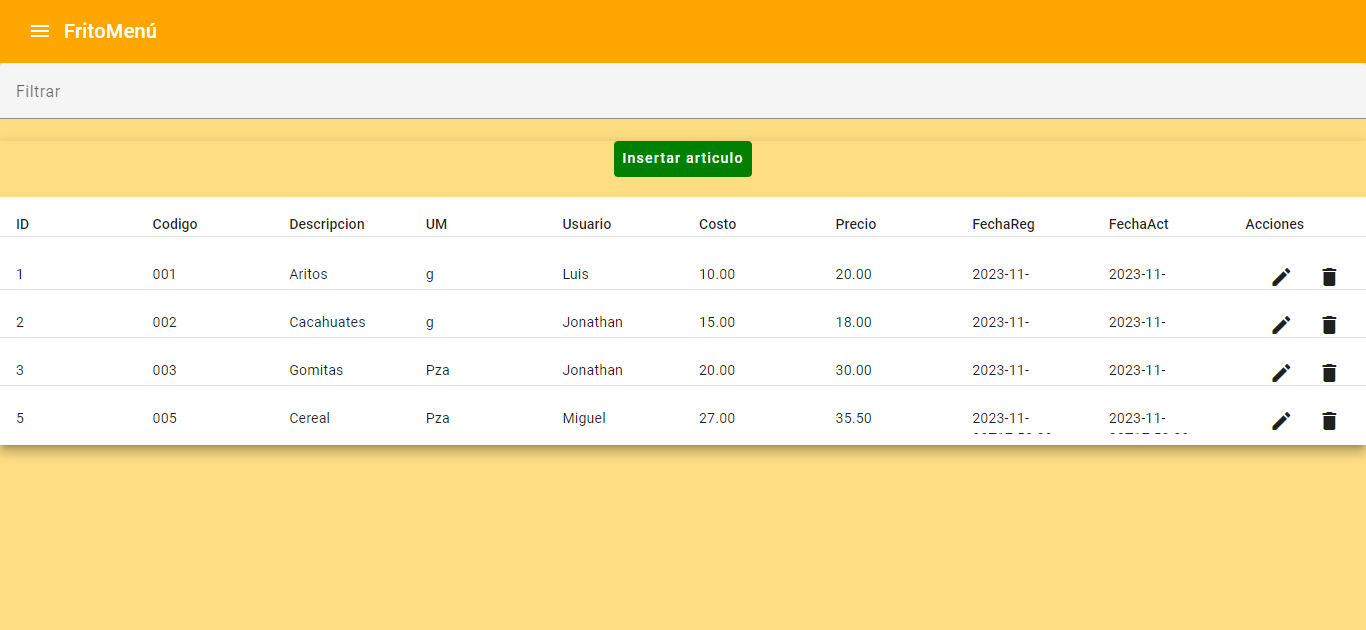 FritoMenú
Filtrar
Insertar articulo
ID Codigo Descripcion UM Usuario Costo Precio FechaReg FechaAct Acciones
1 001 Aritos g Luis 10.00 20.00 2023-11- 2023-11-
2 002 Cacahuates g Jonathan 15.00 18.00 2023-11- 2023-11-
3 003 Gomitas Pza Jonathan 20.00 30.00 2023-11- 2023-11-
5 005 Cereal Pza Miguel 27.00 35.50 2023-11- 2023-11-